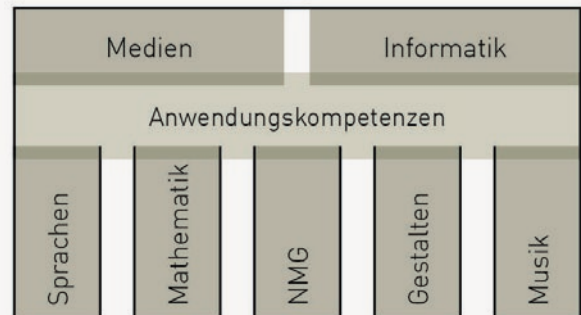 Medien
Informatik
Anwendungskompetenzen
Sprachen
Mathematik
NMG
Gestalten
Musik